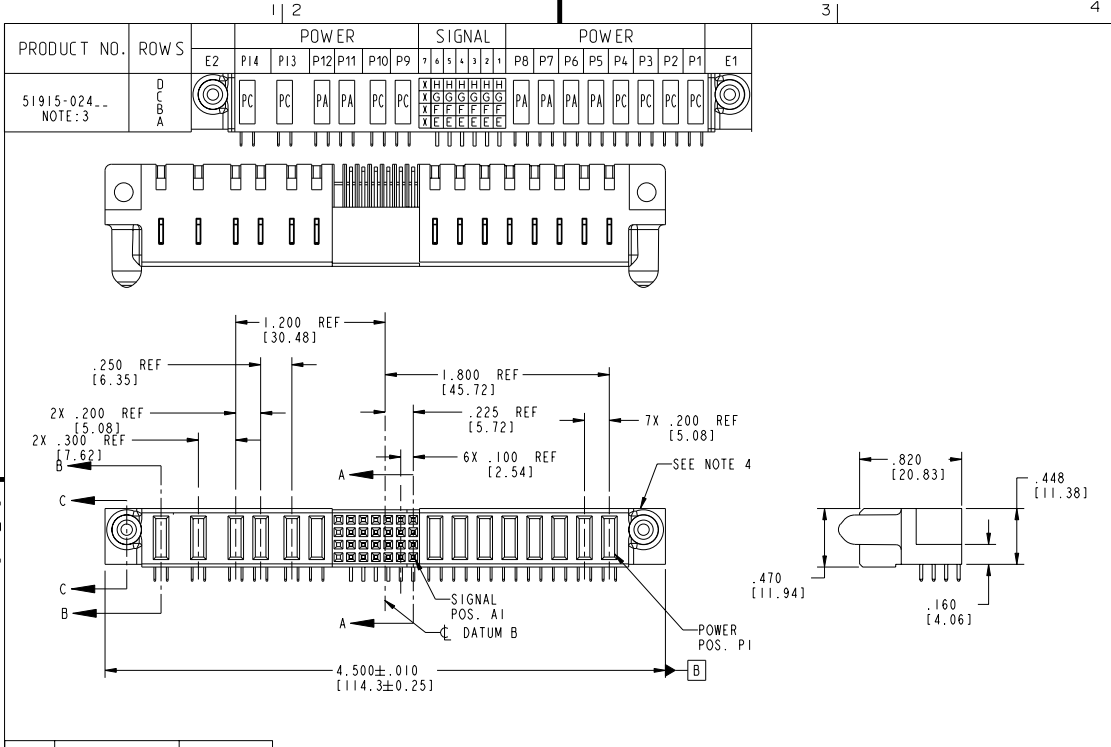 1 2 3 4
PRODUCT NO. ROWS POWER SIGNAL POWER
E2 P14 P13 P12 P11 P10 P9 7 6 5 4 3 2 1 P8 P7 P6 P5 P4 P3 P2 P1 E1
51915-024__
NOTE:3
D
C
B
A
PC PC PA PA PC PC
X H H H H H H
X G G G G G G
X F F F F F F
X E E E E E E
PA PA PA PA PC PC PC PC
1.200 REF
[30.48]
.250 REF
[6.35]
1.800 REF
[45.72]
2X .200 REF
[5.08]
.225 REF
[5.72]
7X .200 REF
[5.08]
2X .300 REF
[7.62]
6X .100 REF
[2.54]
B
A
SEE NOTE 4
C
.820
[20.83]
.448
[11.38]
C
B
A
SIGNAL
POS. A1
DATUM B
POWER
POS. P1
.470
[11.94]
.160
[4.06]
4.500±.010
[114.3±0.25]
B